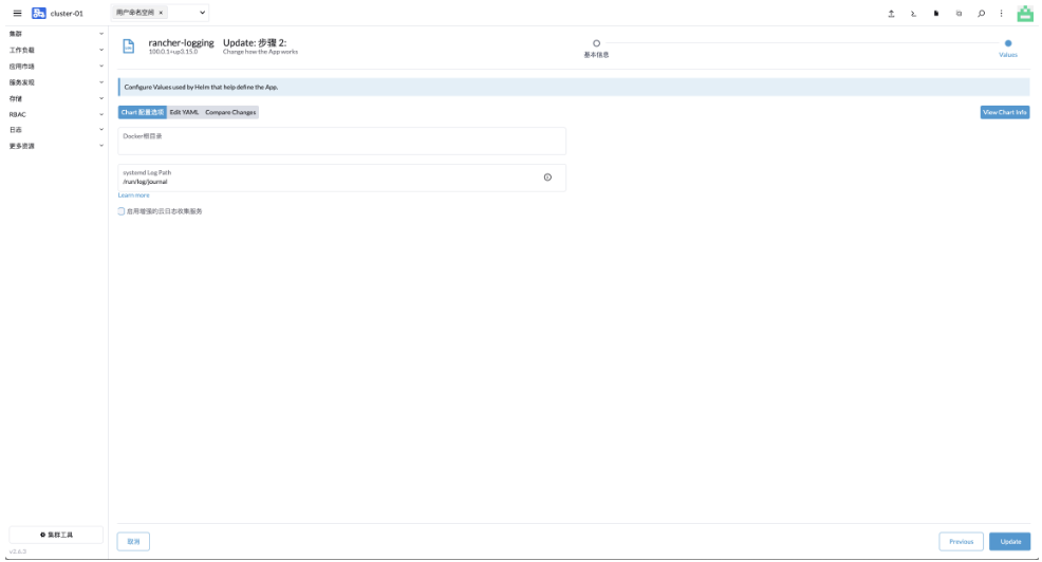 cluster-01
用户命名空间 ×
集群
工作负载
应用市场
服务发现
存储
RBAC
日志
更多资源
rancher-logging Update: 步骤 2:
100.0.1+up3.15.0 Change how the App works
基本信息
Values
Configure Values used by Helm that help define the App.
Chart 配置选项 Edit YAML Compare Changes
View Chart Info
Docker根目录
systemd Log Path
/run/log/journal
Learn more
启用增强的云日志收集服务
集群工具
v2.6.3
取消
Previous
Update